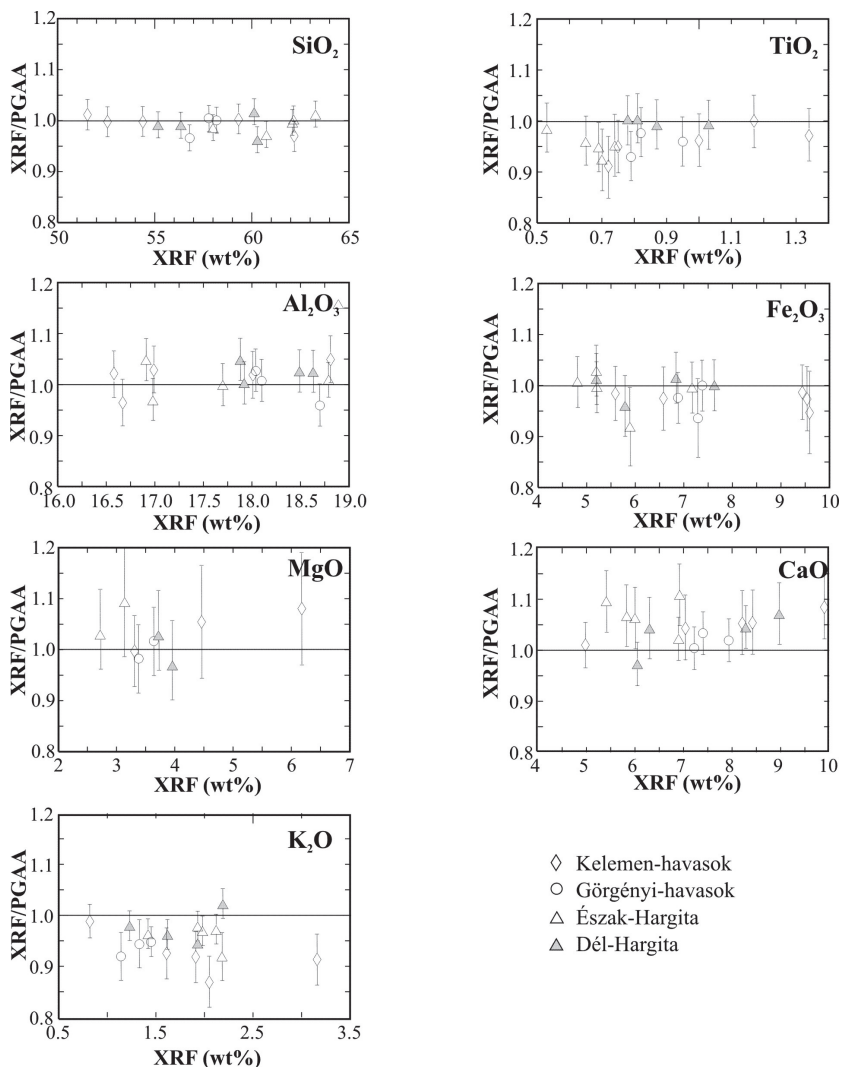 SiO₂
XRF/PGAA
1.2
1.1
1.0
0.9
0.8
50 55 60 65
XRF (wt%)
TiO₂
XRF/PGAA
1.2
1.1
1.0
0.9
0.8
0.5 0.7 0.9 1.1 1.3
XRF (wt%)
Al₂O₃
XRF/PGAA
1.2
1.1
1.0
0.9
0.8
16.0 16.5 17.0 17.5 18.0 18.5 19.0
XRF (wt%)
Fe₂O₃
XRF/PGAA
1.2
1.1
1.0
0.9
0.8
4 5 6 7 8 9 10
XRF (wt%)
MgO
XRF/PGAA
1.2
1.1
1.0
0.9
0.8
2 3 4 5 6 7
XRF (wt%)
CaO
XRF/PGAA
1.2
1.1
1.0
0.9
0.8
4 5 6 7 8 9 10
XRF (wt%)
K₂O
XRF/PGAA
1.2
1.1
1.0
0.9
0.8
0.5 1.5 2.5 3.5
XRF (wt%)
Kelemen-havasok
Görgényi-havasok
Észak-Hargita
Dél-Hargita